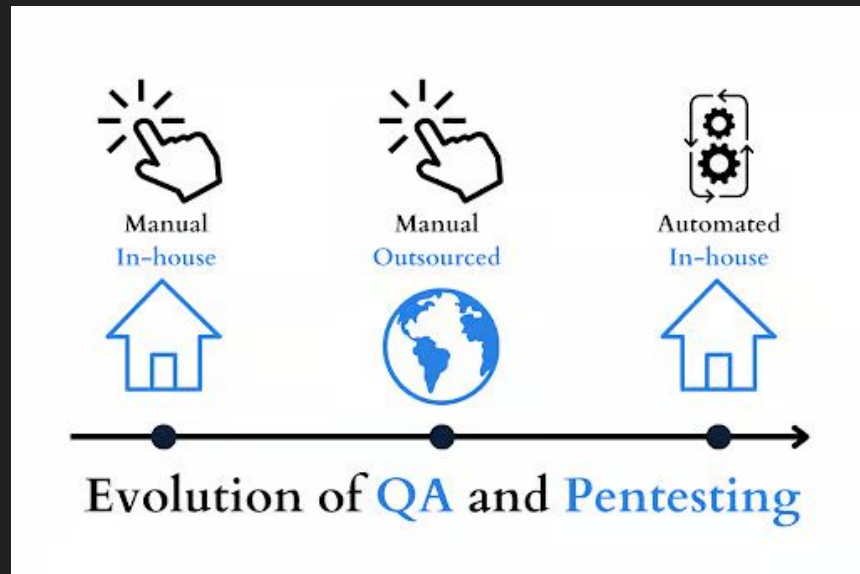 Manual
In-house
Manual
Outsourced
Automated
In-house
Evolution of QA and Pentesting